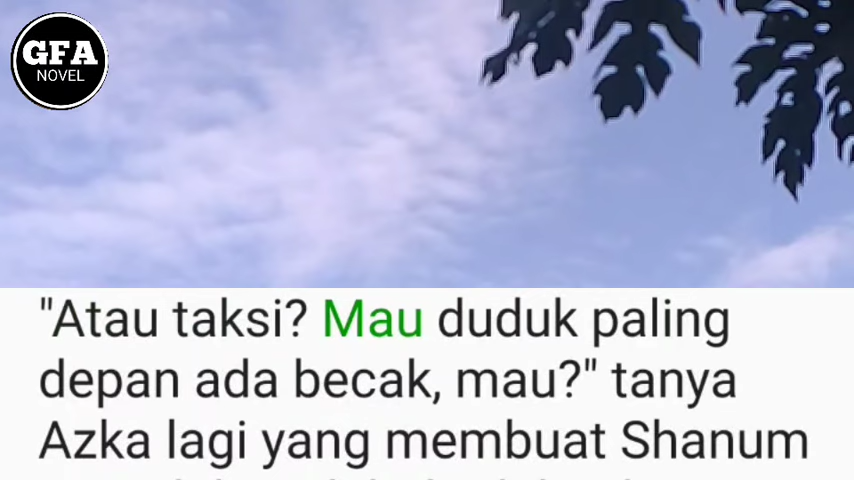 GFA
NOVEL
"Atau taksi? Mau duduk paling
depan ada becak, mau?" tanya
Azka lagi yang membuat Shanum